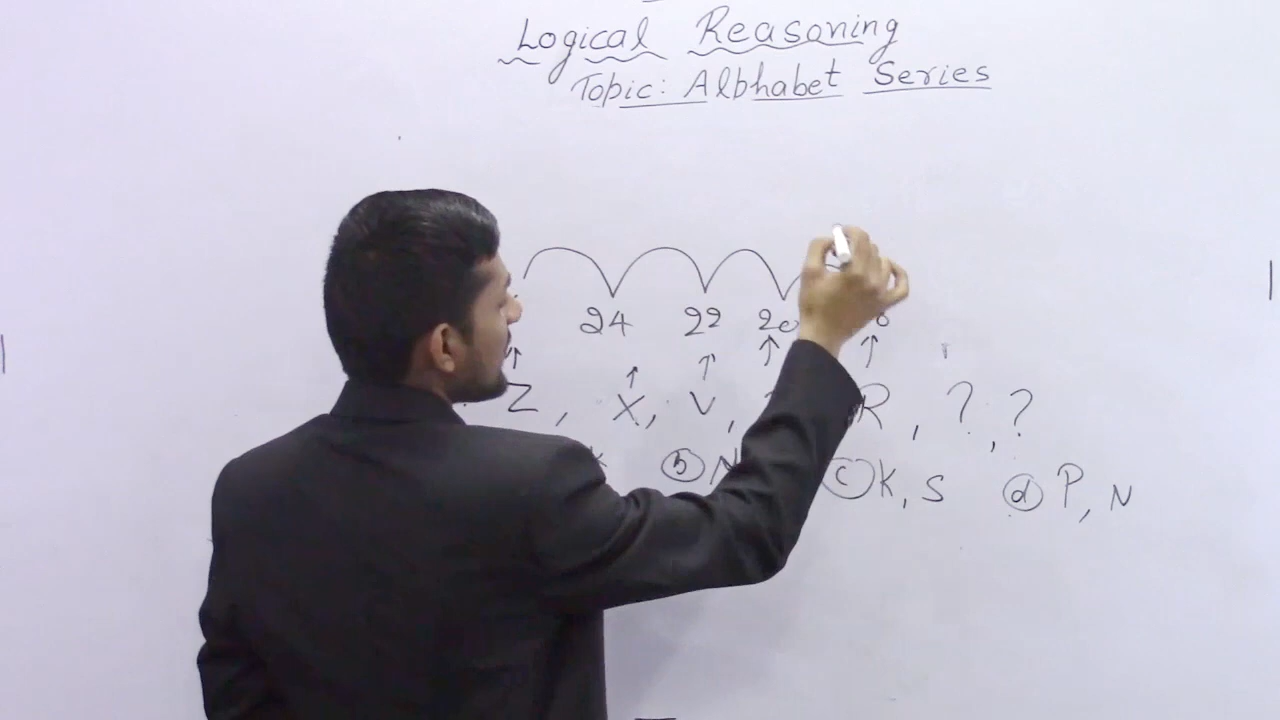 Logical Reasoning
Topic: Albhabet Series
24 22 20
Z, X, V, R, ?, ?
b N c K, S d P, N